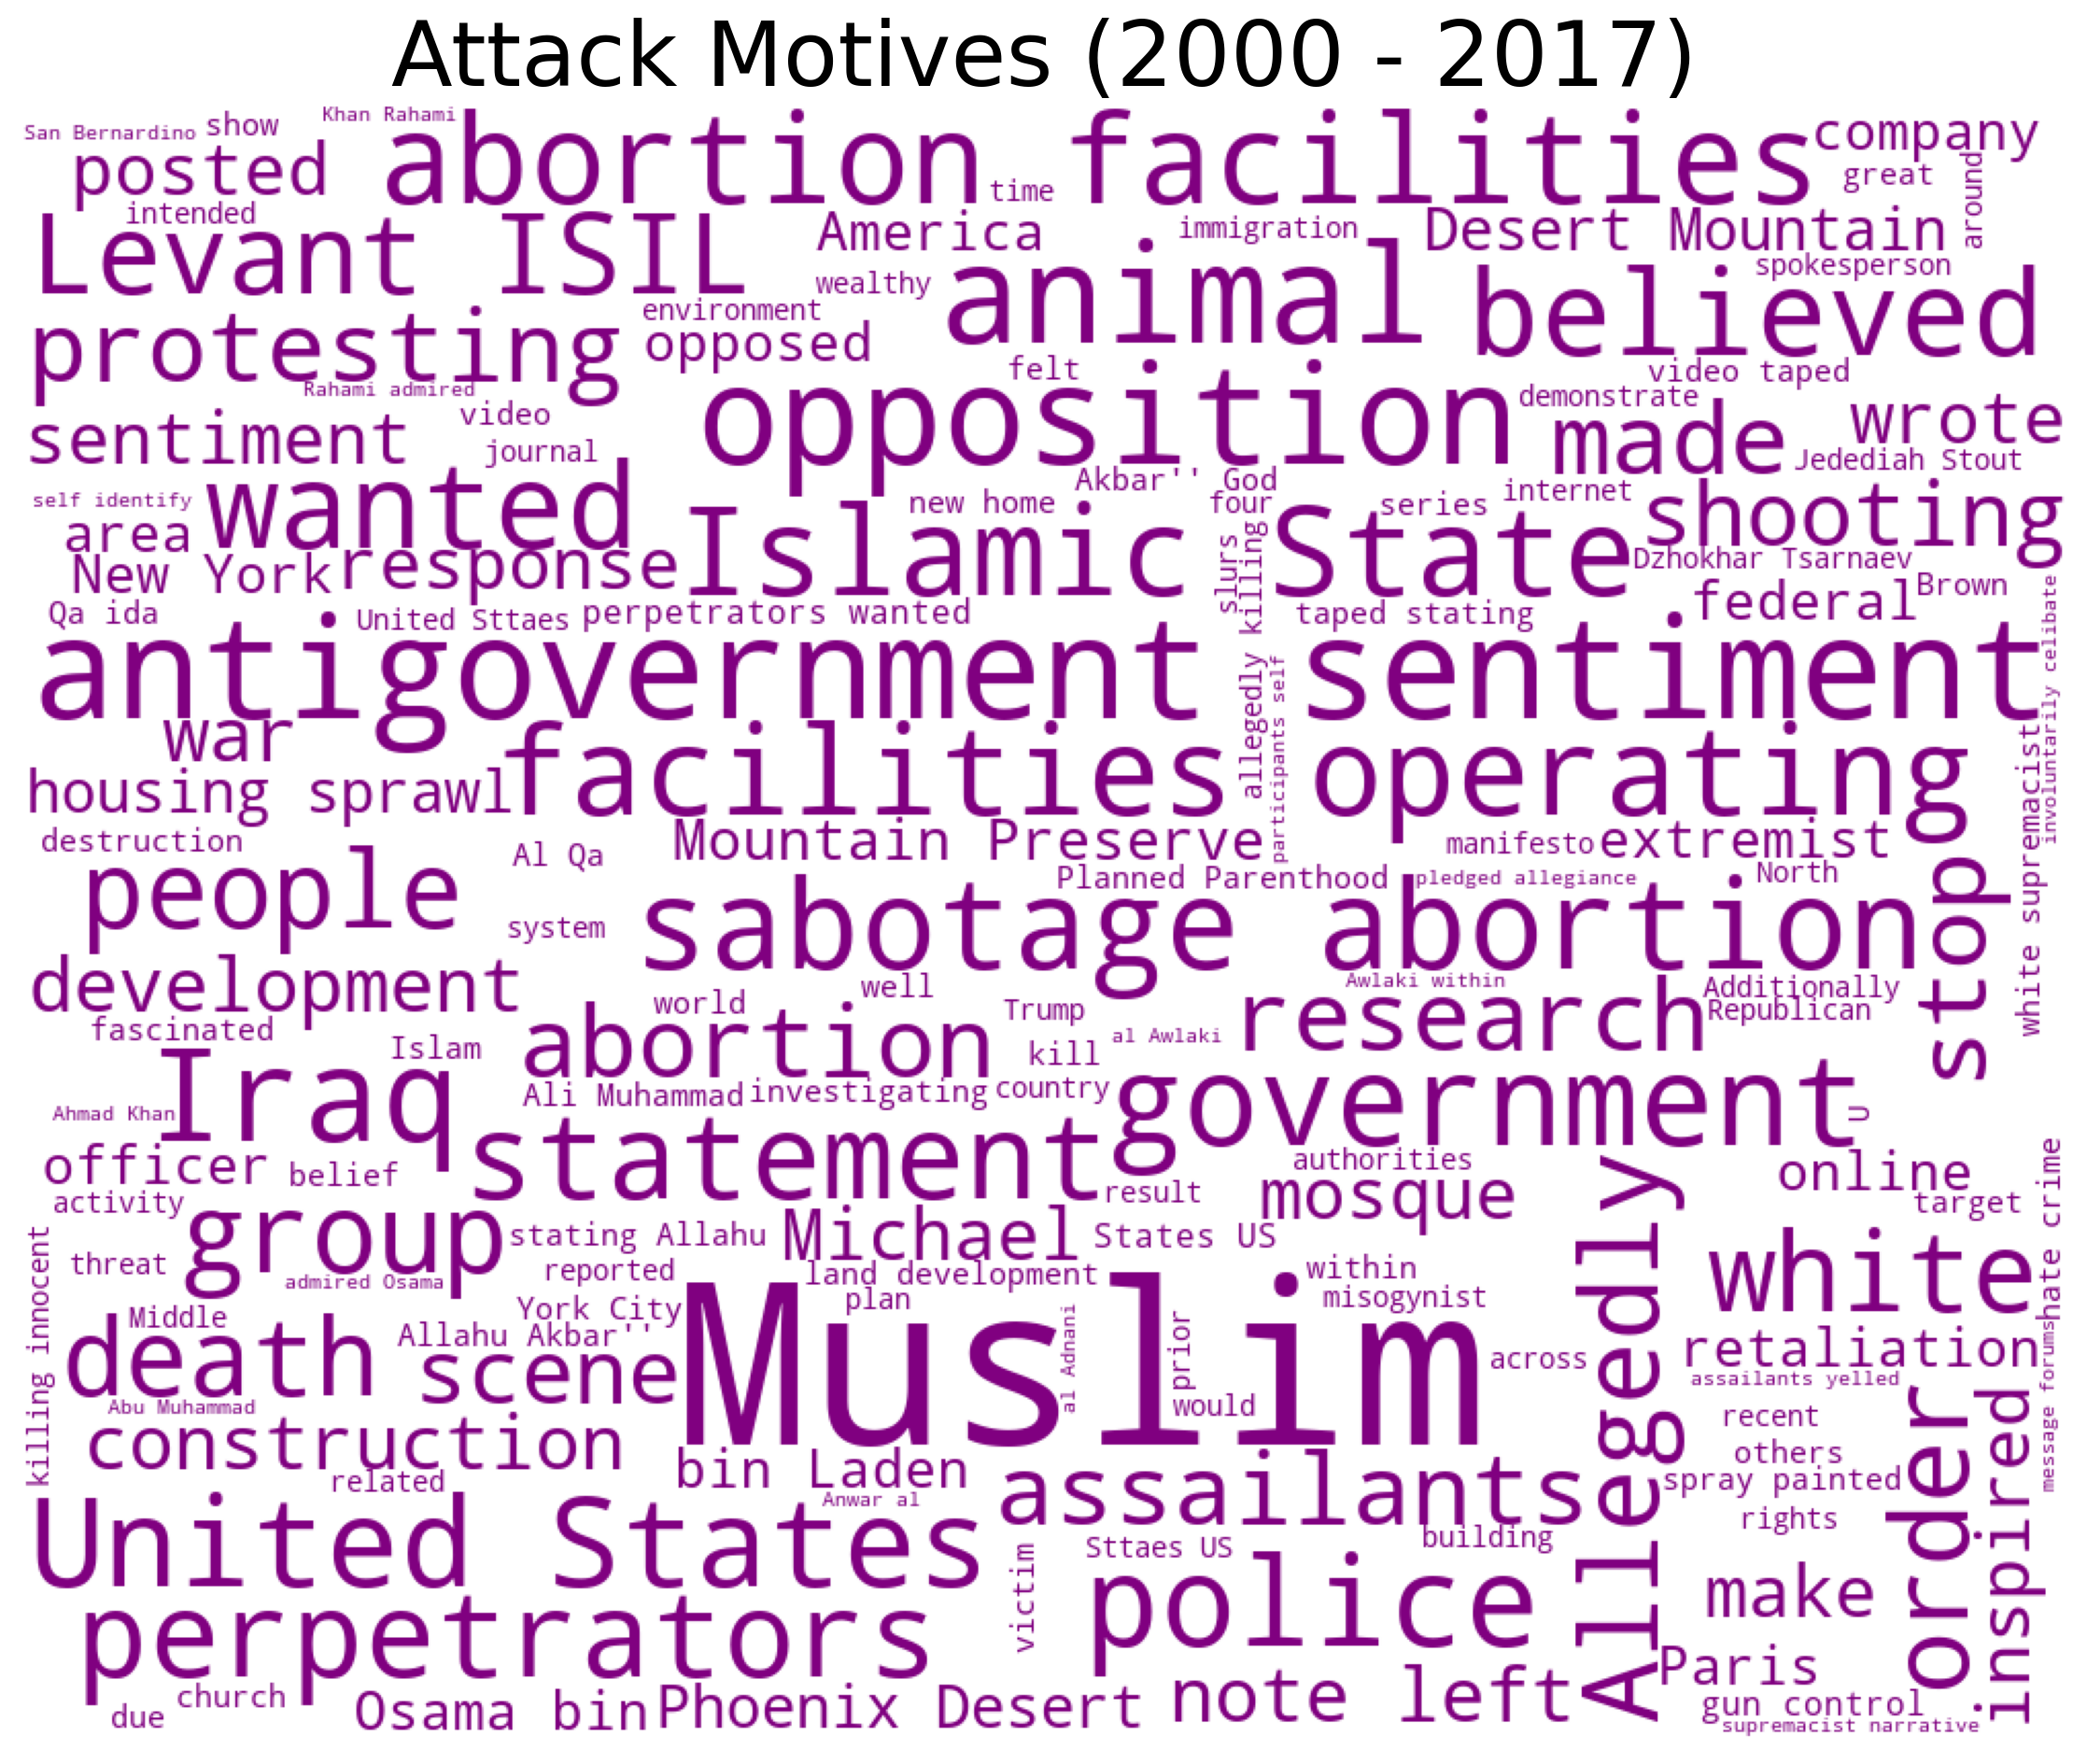 Attack Motives (2000 - 2017)
San Bernardino
show
Khan Rahami
abortion facilities
company
posted
time
great
around
intended
Levant ISIL
America
immigration
Desert Mountain
wealthy
animal
spokesperson
believed
protesting
environment
opposed
felt
video taped
Rahami admired
opposition
demonstrate
sentiment
video
journal
made
wrote
Jedediah Stout
self identify
wanted
area
new home
Akbar'' God
four
series
internet
shooting
New York
response
Islamic State
slurs
allegedly killing
Dzhokhar Tsarnaev
Qa ida
United Sttaes
perpetrators wanted
taped stating
federal
Brown
involuntarily celibate
antigovernment sentiment
participants self
war
facilities
operating
white supremacist
housing sprawl
destruction
Al Qa
Mountain Preserve
manifesto
extremist
people
Planned Parenthood
pledged allegiance
North
stop
system
sabotage abortion
development
world
well
Awlaki within
Additionally
fascinated
abortion
Trump
research
Republican
Islam
kill
al Awlaki
Iraq
Ali Muhammad
investigating
country
government
U
Ahmad Khan
statement
officer
belief
authorities
online
hate crime
activity
result
mosque
target
Allegedly
killing innocent
group
stating Allahu
Michael
States US
white
threat
admired Osama
reported
land development
within
plan
misogynist
Middle
York City
Muslim
al Adnani
prior
message forums
death
Allahu Akbar''
scene
across
retaliation
assailants yelled
Abu Muhammad
would
recent
order
inspired
construction
others
related
bin Laden
assailants
spray painted
United States
Anwar al
rights
victim
Sttaes US
building
perpetrators
police
make
Paris
due
church
Osama bin
Phoenix Desert
note left
gun control
supremacist narrative